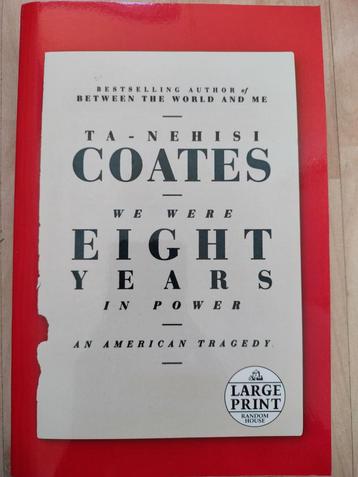 BESTSELLING AUTHOR of
BETWEEN THE WORLD AND ME
TA-NEHISI
COATES
WE WERE
EIGHT
YEARS
IN POWER
AN AMERICAN TRAGEDY
LARGE
PRINT
RANDOM
HOUSE